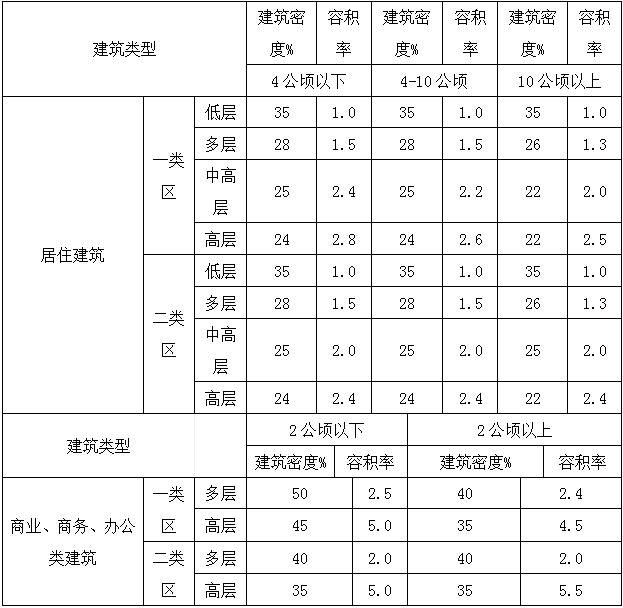 建筑类型 建筑密度% 容积率 建筑密度% 容积率 建筑密度% 容积率
4公顷以下 4-10公顷 10公顷以上
居住建筑 一类区 低层 35 1.0 35 1.0 35 1.0
多层 28 1.5 28 1.5 26 1.3
中高层 25 2.4 25 2.2 22 2.0
高层 24 2.8 24 2.6 22 2.5
二类区 低层 35 1.0 35 1.0 35 1.0
多层 28 1.5 28 1.5 26 1.3
中高层 25 2.0 25 2.0 25 2.0
高层 24 2.4 24 2.4 22 2.4
建筑类型 2公顷以下 2公顷以上
建筑密度% 容积率 建筑密度% 容积率
商业、商务、办公类建筑 一类区 多层 50 2.5 40 2.4
高层 45 5.0 35 4.5
二类区 多层 40 2.0 40 2.0
高层 35 5.0 35 5.5